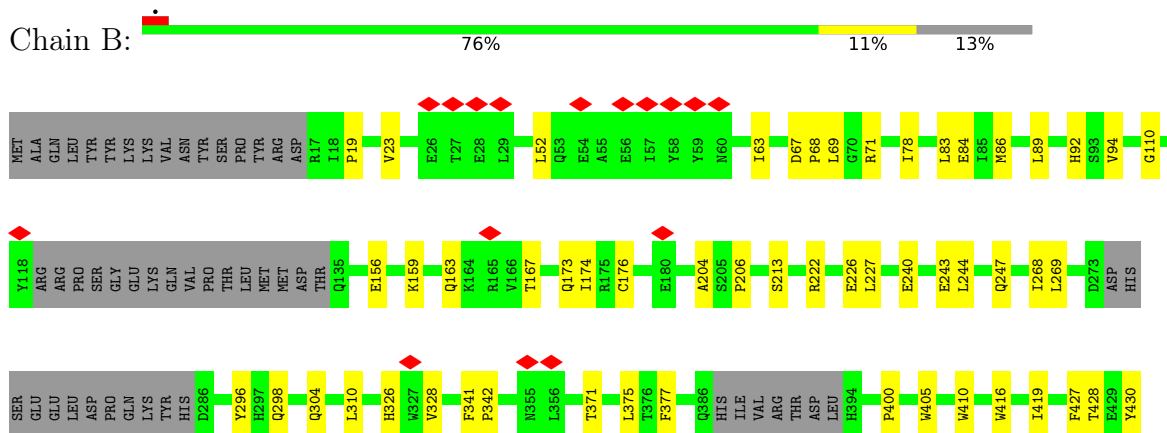 Chain B:
76% 11% 13%
MET ALA GLN LEU TYR TYR LYS LYS VAL ASN TYR SER PRO TYR ARG ASP R17 I18 P19 V23 E26 T27 E28 L29 L52 Q53 E54 A55 E56 I57 Y58 Y59 N60 I63 D67 P68 L69 G70 R71 I78 L83 E84 I85 M86 L89 H92 S93 V94 G110
Y118 ARG ARG PRO SER GLY GLU LYS GLN VAL PRO THR LEU MET MET ASP THR Q135 E156 K159 Q163 K164 R165 V166 T167 Q173 I174 R175 C176 E180 A204 S205 P206 S213 R222 E226 L227 E240 E243 L244 Q247 I268 L269 D273 ASP HIS
SER GLU GLU LEU ASP PRO GLN LYS TYR HIS D286 Y296 H297 Q298 Q304 L310 H326 W327 V328 F341 P342 N355 L356 T371 L375 T376 F377 Q386 HIS ILE VAL ARG THR ASP LEU H394 P400 W405 W410 W416 I419 F427 T428 E429 Y430